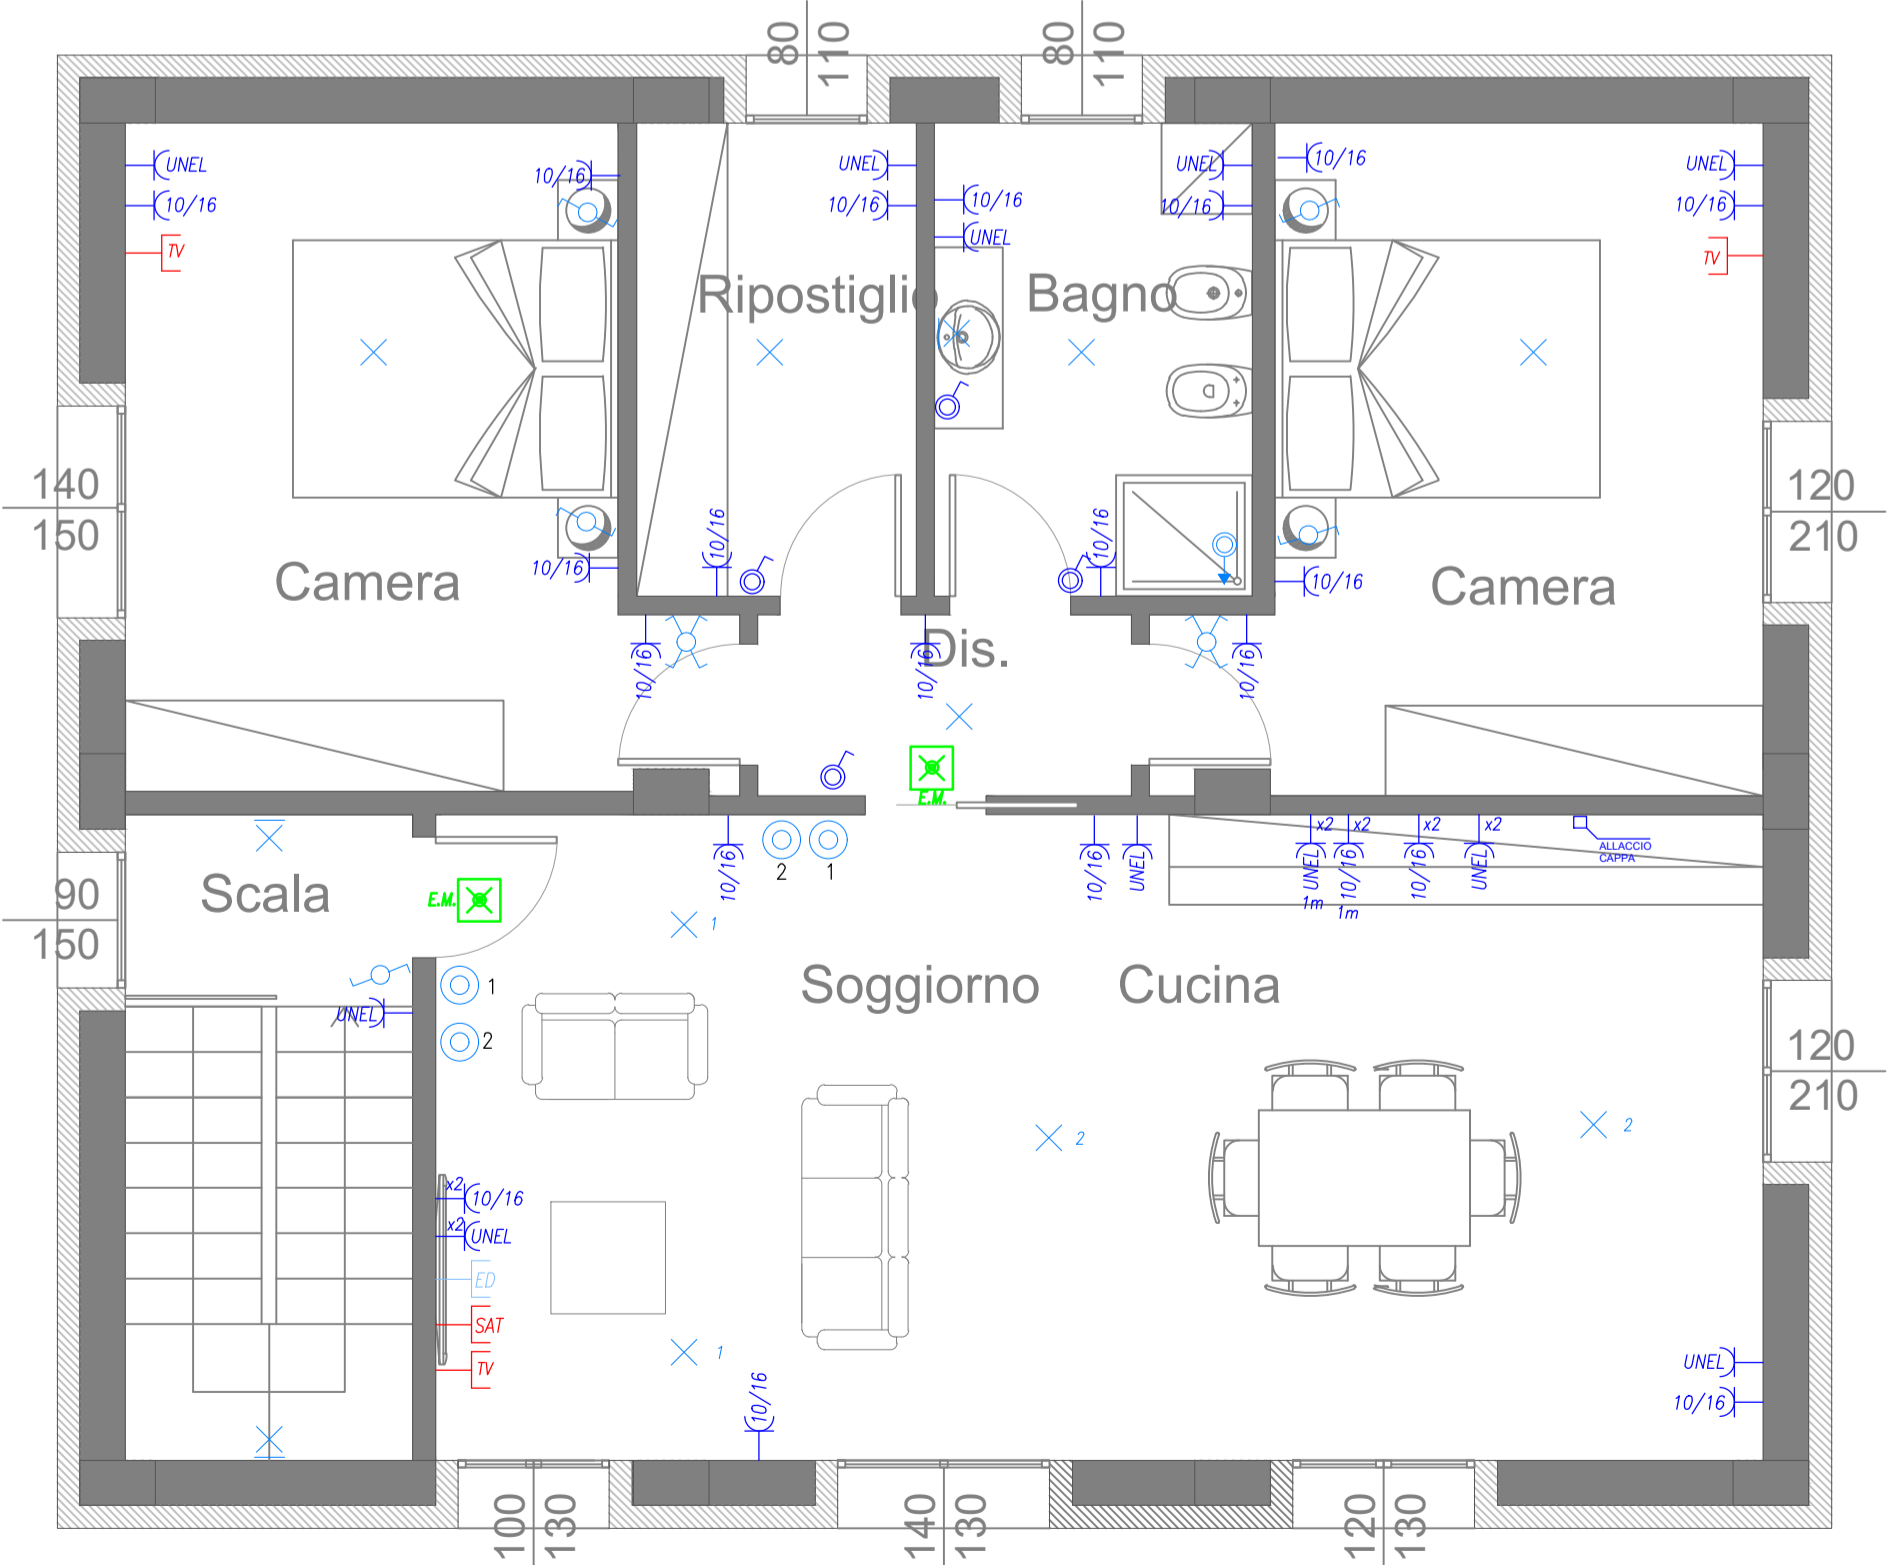 80
110
80
110
UNEL
10/16
TV
10/16
UNEL
10/16
10/16
UNEL
UNEL
10/16
10/16
UNEL
10/16
TV
Ripostiglio
Bagno
140
150
120
210
10/16
10/16
10/16
10/16
Camera
Camera
Dis.
10/16
10/16
10/16
E.M.
90
150
Scala
E.M.
10/16
2
1
10/16
UNEL
x2
UNEL
1m
x2
10/16
1m
x2
10/16
x2
UNEL
ALLACCIO
CAPPA
1
Soggiorno
Cucina
1
2
UNEL
120
210
2
2
x2
10/16
x2
UNEL
ED
SAT
TV
1
10/16
UNEL
10/16
100
130
140
130
120
130